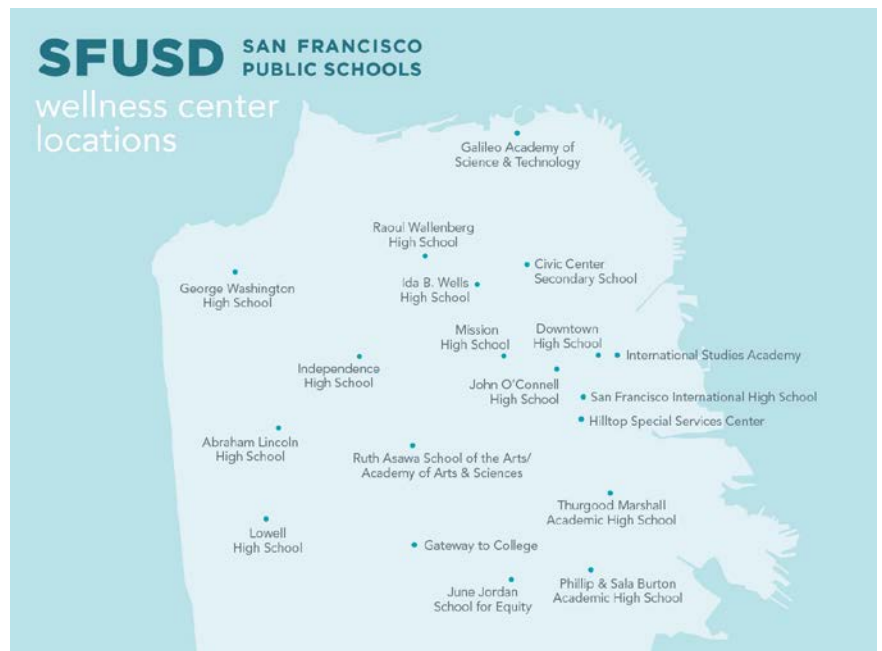 SFUSD
SAN FRANCISCO
PUBLIC SCHOOLS
wellness center
locations
Galileo Academy of
Science & Technology
Raoul Wallenberg
High School
Civic Center
Secondary School
George Washington
High School
Ida B. Wells
High School
Mission
High School
Downtown
High School
International Studies Academy
Independence
High School
John O'Connell
High School
San Francisco International High School
Hilltop Special Services Center
Abraham Lincoln
High School
Ruth Asawa School of the Arts/
Academy of Arts & Sciences
Thurgood Marshall
Academic High School
Lowell
High School
Gateway to College
June Jordan
School for Equity
Phillip & Sala Burton
Academic High School